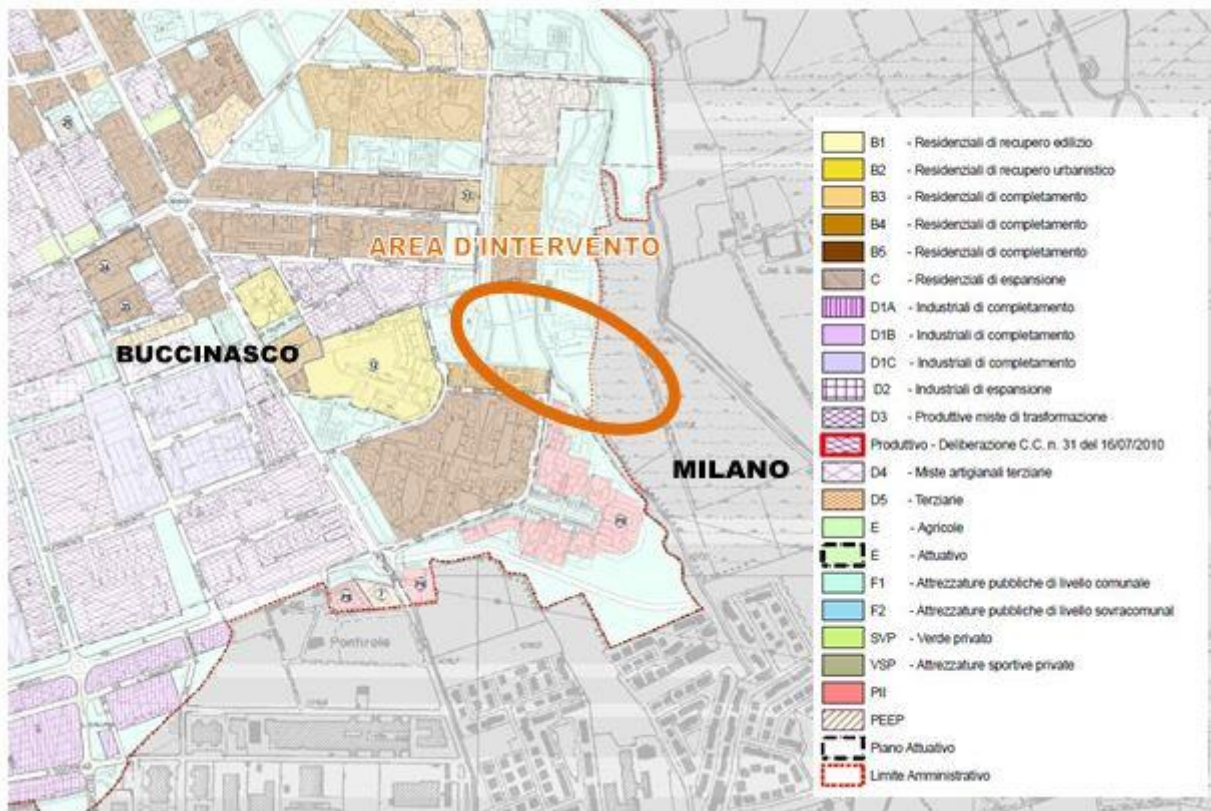 AREA D'INTERVENTO
BUCCINASCO
MILANO
Pontirolo
B1 - Residenziali di recupero edilizio
B2 - Residenziali di recupero urbanistico
B3 - Residenziali di completamento
B4 - Residenziali di completamento
B5 - Residenziali di completamento
C - Residenziali di espansione
D1A - Industriali di completamento
D1B - Industriali di completamento
D1C - Industriali di completamento
D2 - Industriali di espansione
D3 - Produttive miste di trasformazione
Produttivo - Deliberazione C.C. n. 31 del 16/07/2010
D4 - Miste artigianali terziarie
D5 - Terziarie
E - Agricole
E - Attuativo
F1 - Attrezzature pubbliche di livello comunale
F2 - Attrezzature pubbliche di livello sovracomunal
SVP - Verde privato
VSP - Attrezzature sportive private
PII
PEEP
Piano Attuativo
Limite Amministrativo